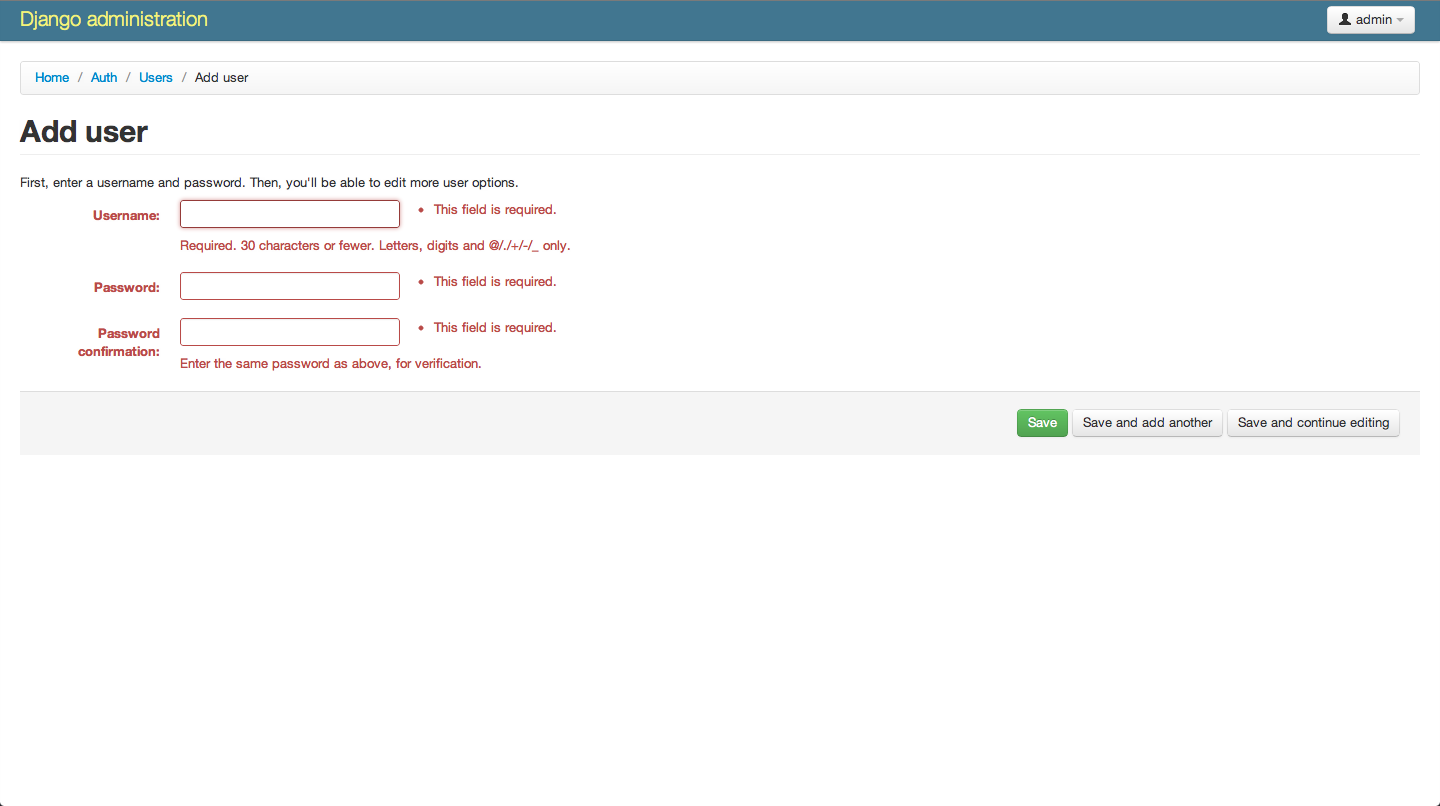 Django administration
admin
Home / Auth / Users / Add user
Add user
First, enter a username and password. Then, you'll be able to edit more user options.
Username:
This field is required.
Required. 30 characters or fewer. Letters, digits and @/./+/-/_ only.
Password:
This field is required.
Password
confirmation:
This field is required.
Enter the same password as above, for verification.
Save
Save and add another
Save and continue editing